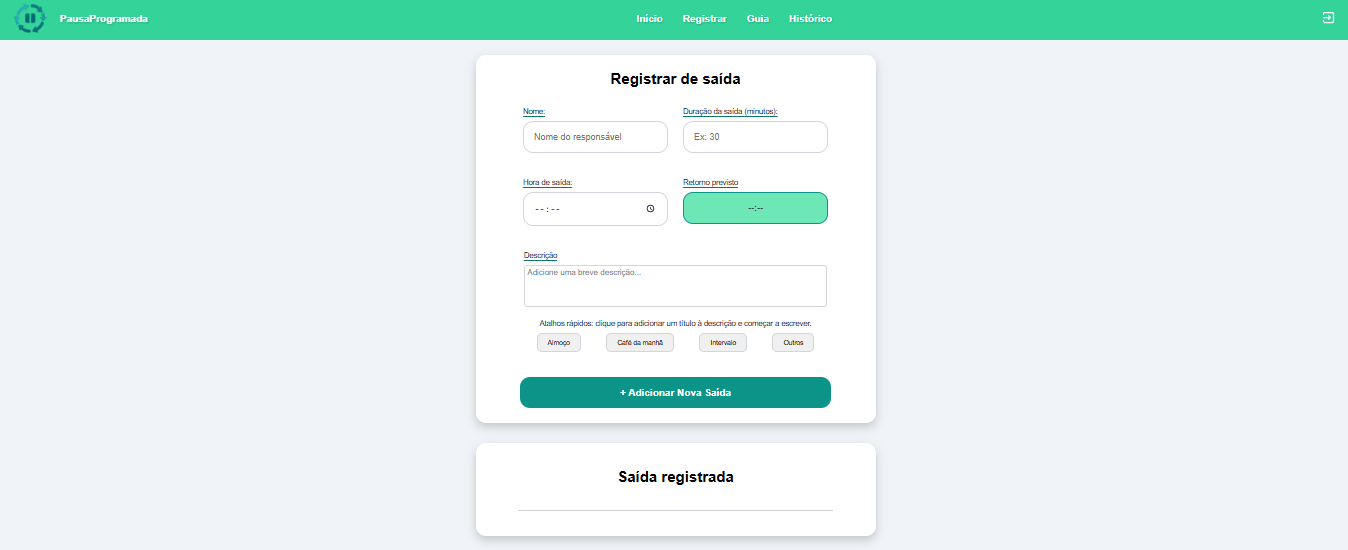 PausaProgramada Início Registrar Guia Histórico
Registrar de saída
Nome: Duração da saída (minutos):
Nome do responsável Ex: 30
Hora de saída: Retorno previsto
--:-- --:--
Descrição
Adicione uma breve descrição...
Atalhos rápidos: clique para adicionar um título à descrição e começar a escrever.
Almoço Café da manhã Intervalo Outros
+ Adicionar Nova Saída
Saída registrada